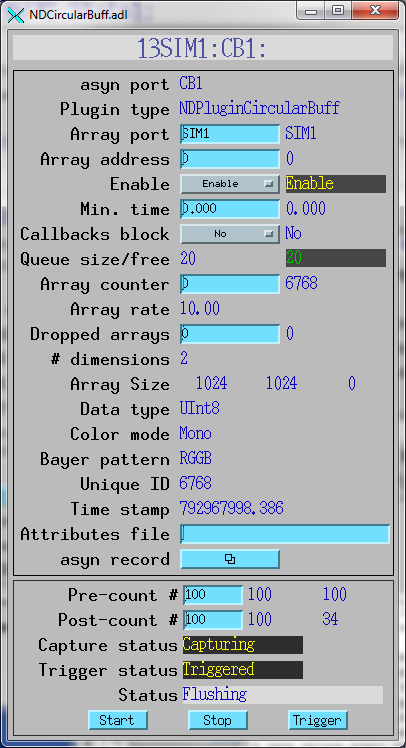 NDCircularBuff.adl
13SIM1:CB1:
asyn port CB1
Plugin type NDPluginCircularBuff
Array port SIM1 SIM1
Array address 0 0
Enable Enable Enable
Min. time 0.000 0.000
Callbacks block No No
Queue size/free 20 20
Array counter 0 6768
Array rate 10.00
Dropped arrays 0 0
# dimensions 2
Array Size 1024 1024 0
Data type UInt8
Color mode Mono
Bayer pattern RGGB
Unique ID 6768
Time stamp 792967998.386
Attributes file
asyn record
Pre-count # 100 100 100
Post-count # 100 100 34
Capture status Capturing
Trigger status Triggered
Status Flushing
Start Stop Trigger